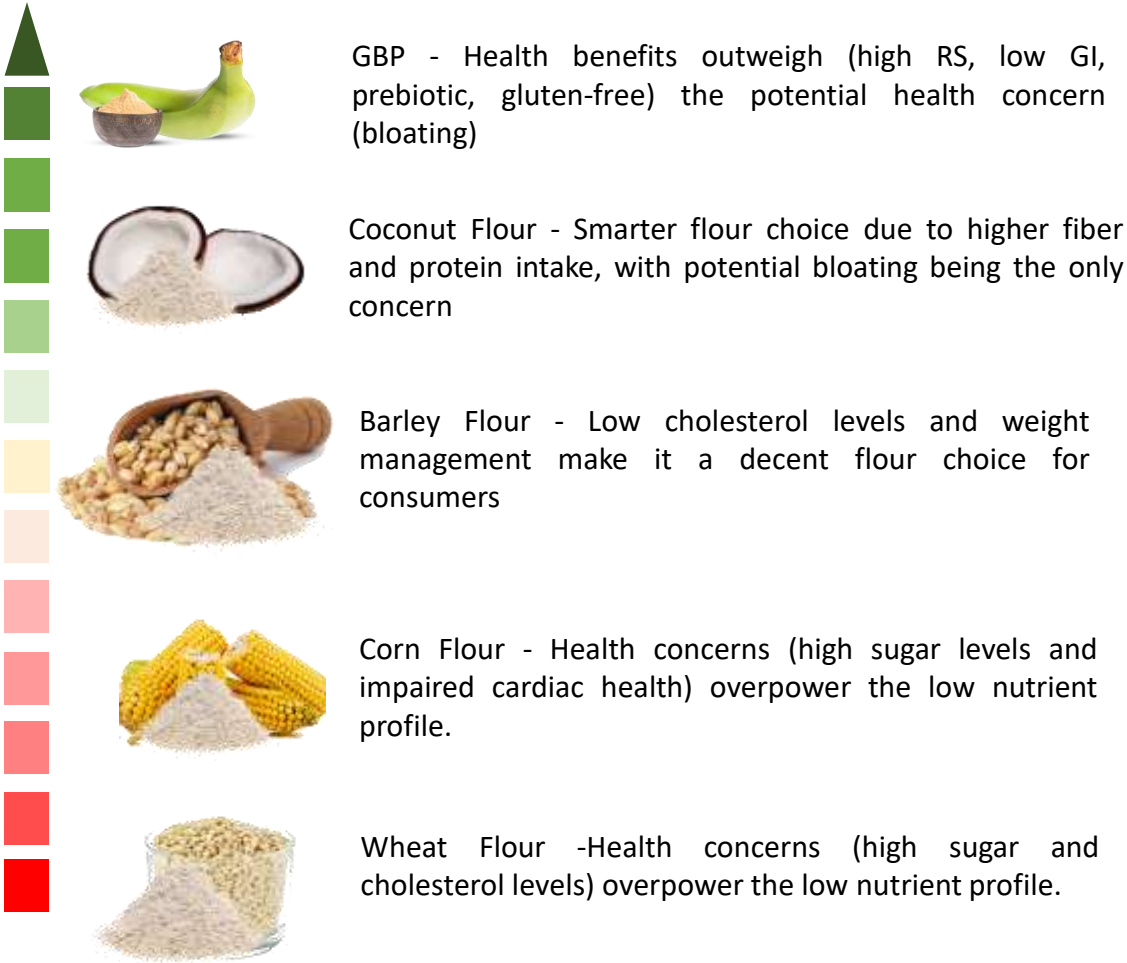 GBP - Health benefits outweigh (high RS, low GI,
prebiotic, gluten-free) the potential health concern
(bloating)
Coconut Flour - Smarter flour choice due to higher fiber
and protein intake, with potential bloating being the only
concern
Barley Flour - Low cholesterol levels and weight
management make it a decent flour choice for
consumers
Corn Flour - Health concerns (high sugar levels and
impaired cardiac health) overpower the low nutrient
profile.
Wheat Flour -Health concerns (high sugar and
cholesterol levels) overpower the low nutrient profile.